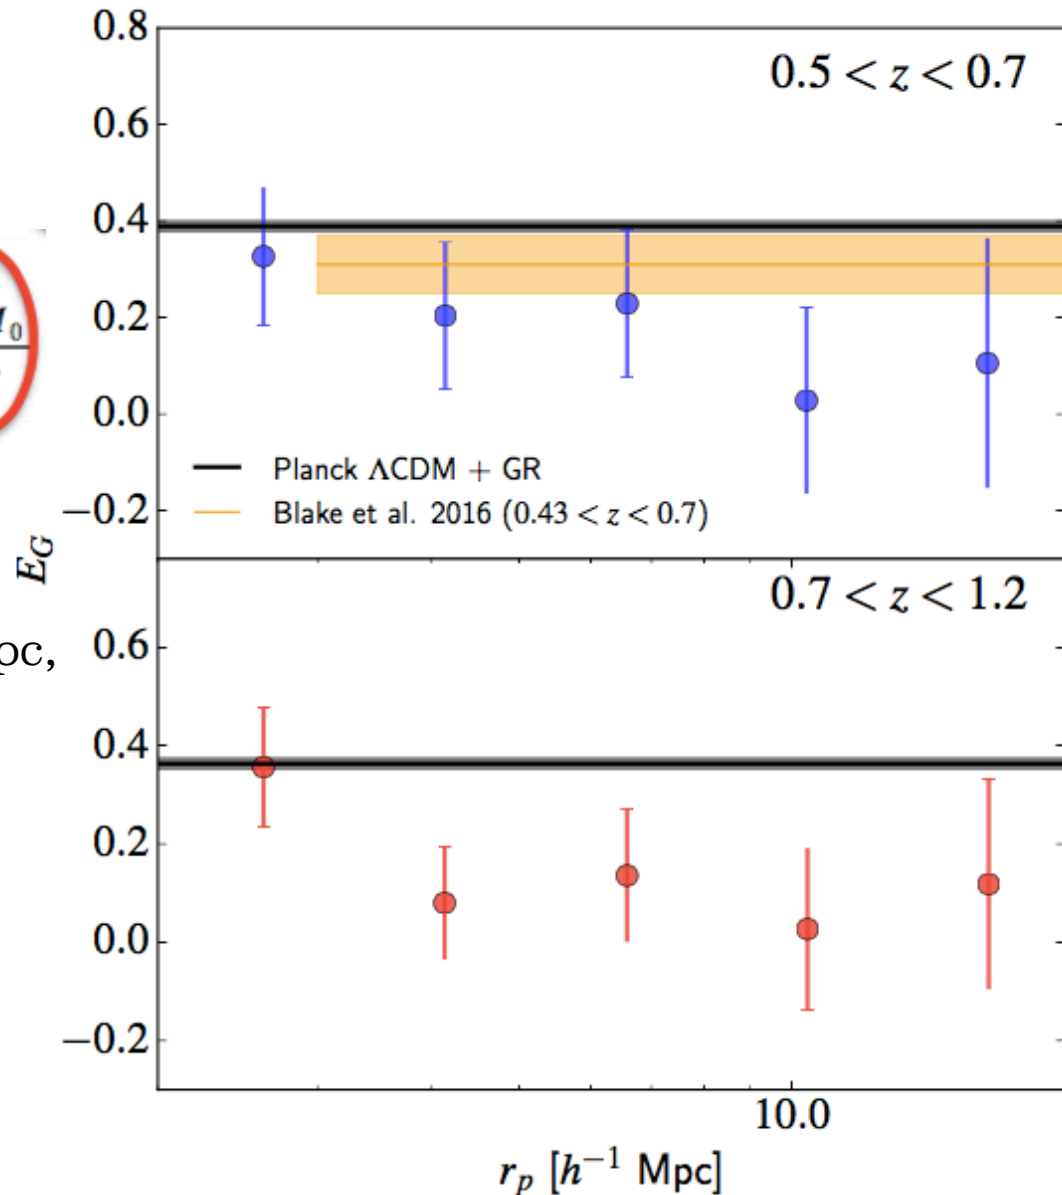 0.8
0.5 < z < 0.7
0.6
0.4
0.2
0.0
Planck ΛCDM + GR
Blake et al. 2016 (0.43 < z < 0.7)
−0.2
E_G
0.7 < z < 1.2
0.6
0.4
0.2
0.0
−0.2
10.0
r_p [h⁻¹ Mpc]